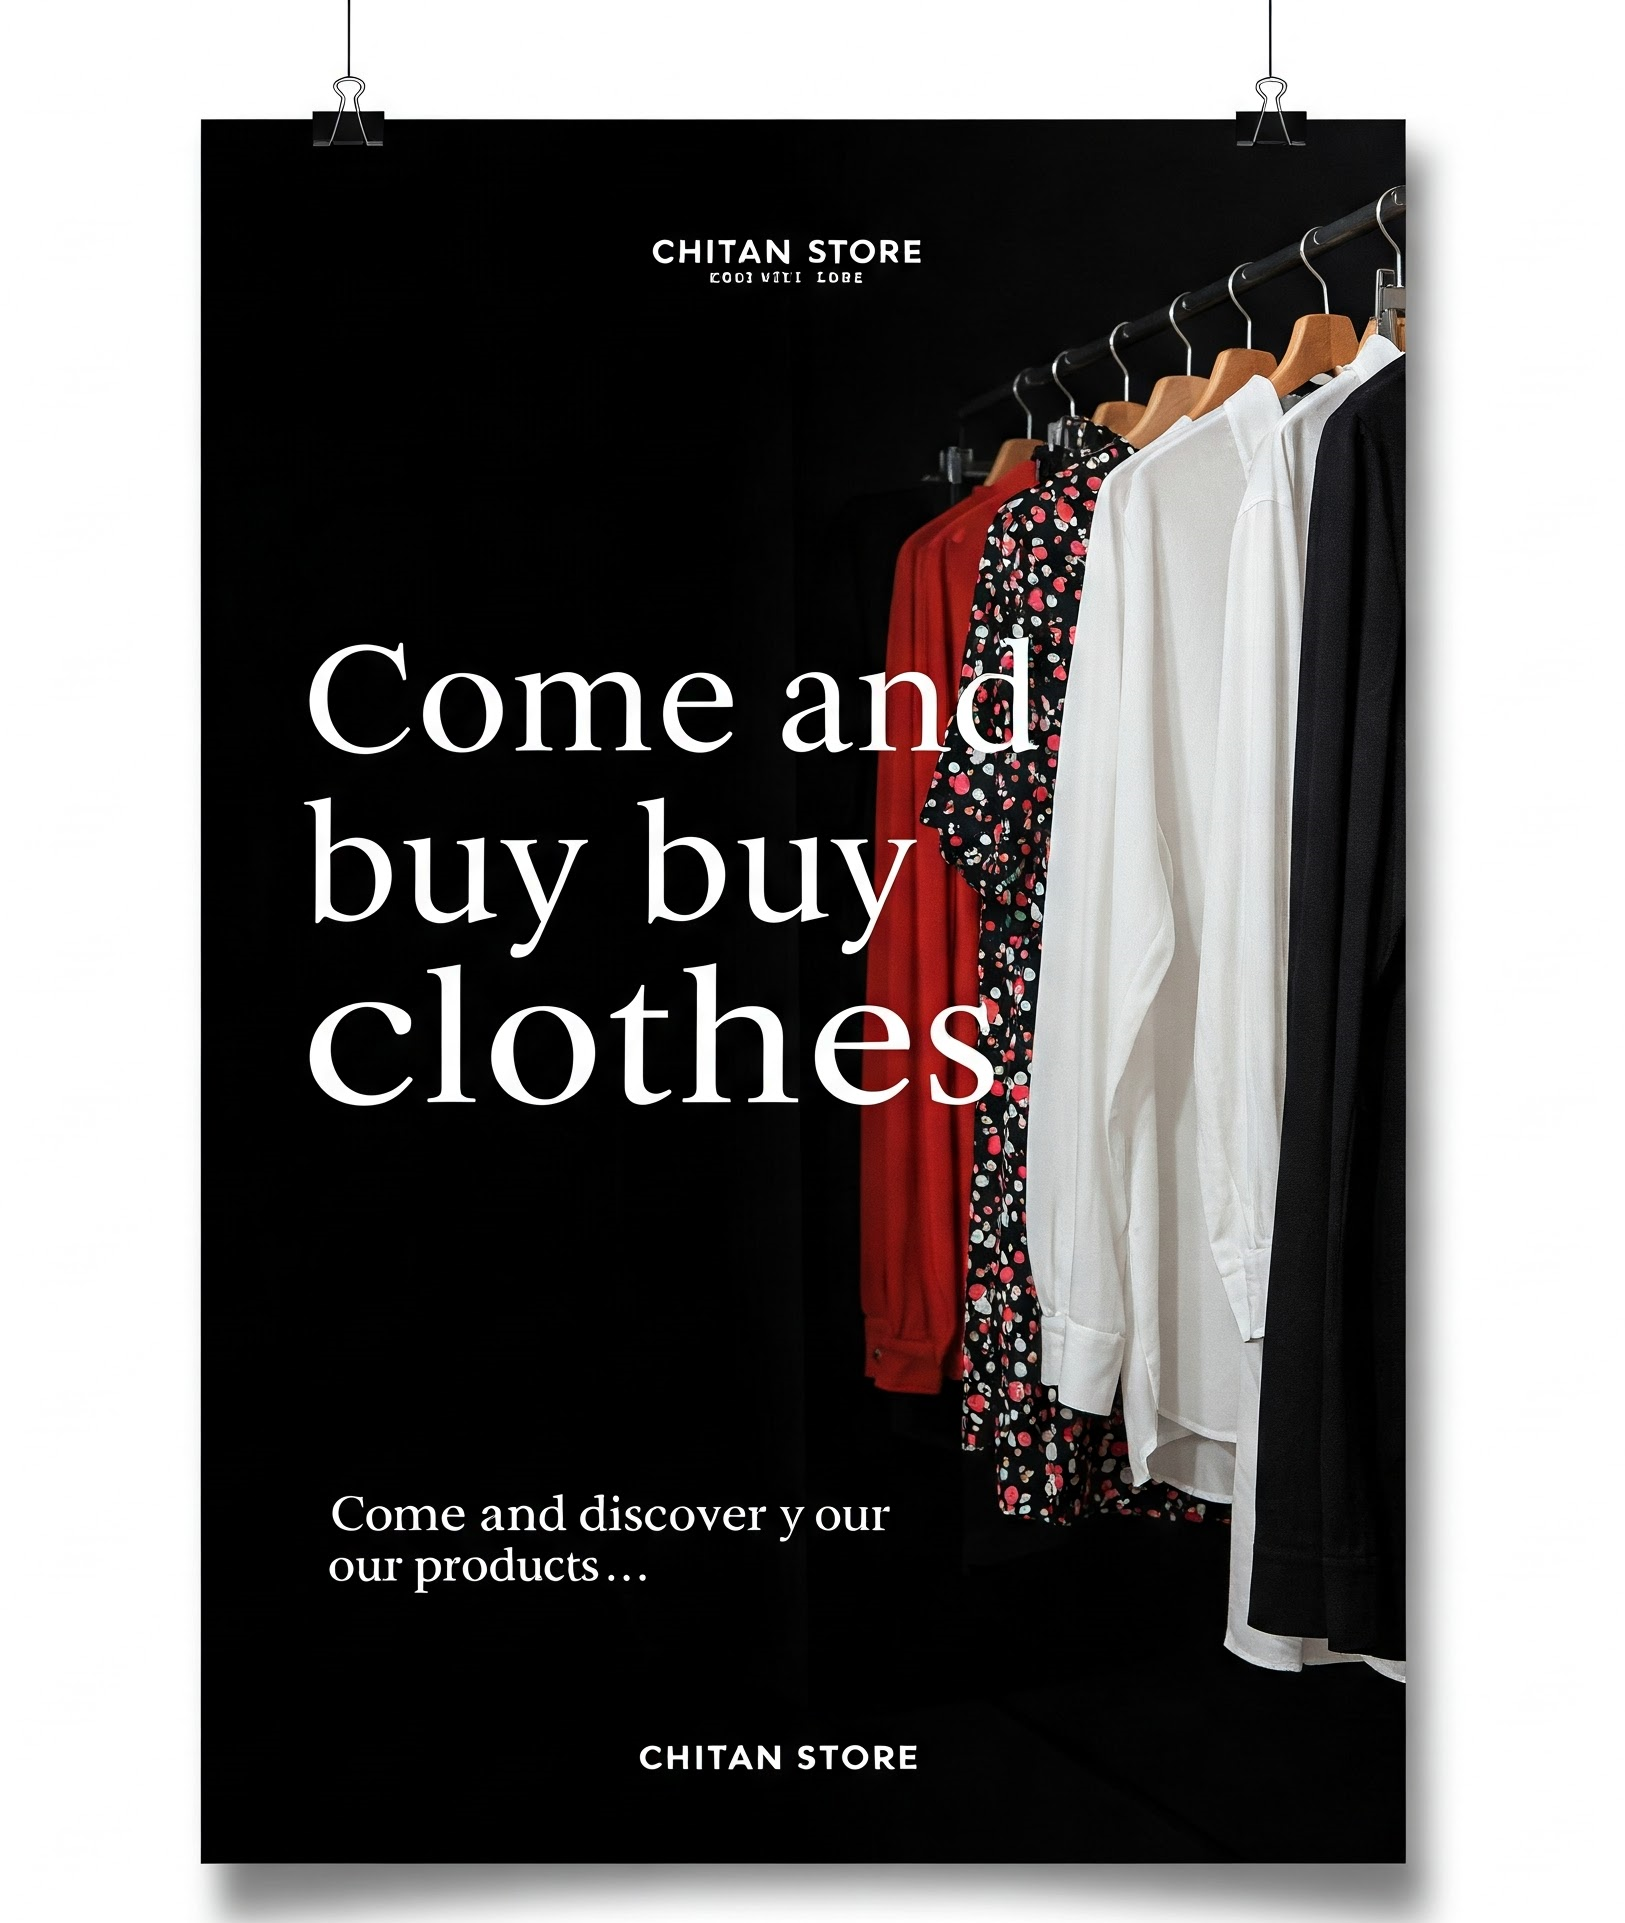 CHITAN STORE
Come and
buy buy
clothes
Come and discover y our
our products...
CHITAN STORE